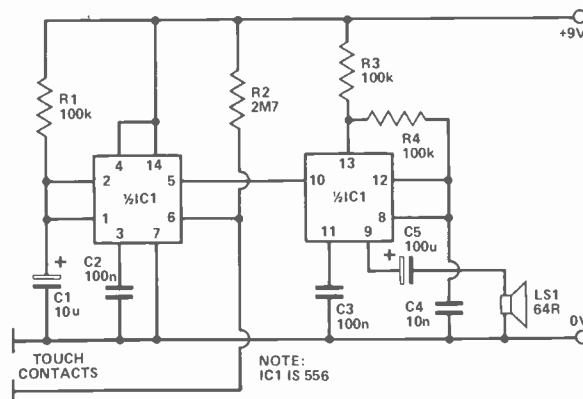 +9V
R1
100k
R2
2M7
R3
100k
R4
100k
4
14
2
5
½IC1
1
6
3
7
13
10
12
½IC1
8
11
9
+
C1
10u
C2
100n
C3
100n
+
C5
100u
C4
10n
LS1
64R
0V
TOUCH
CONTACTS
NOTE:
IC1 IS 556